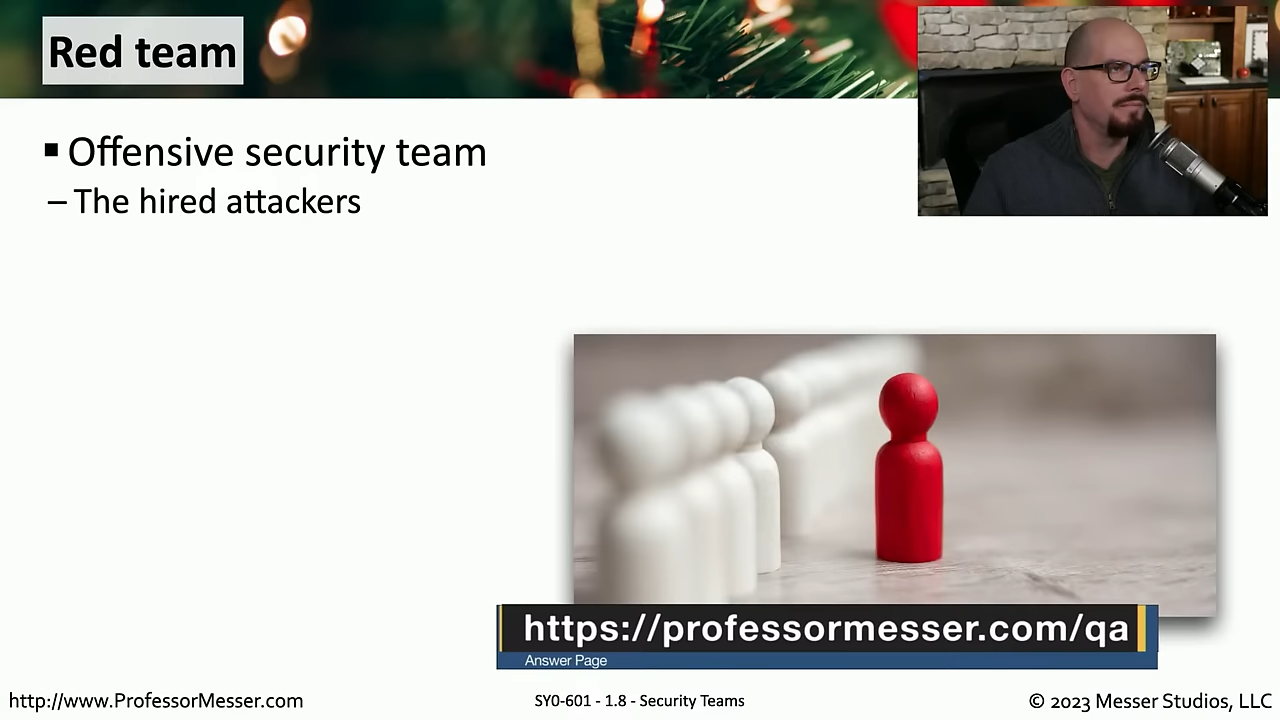 Red team
▪ Offensive security team
– The hired attackers
https://professormesser.com/qa
Answer Page
http://www.ProfessorMesser.com
SY0-601 - 1.8 - Security Teams
© 2023 Messer Studios, LLC